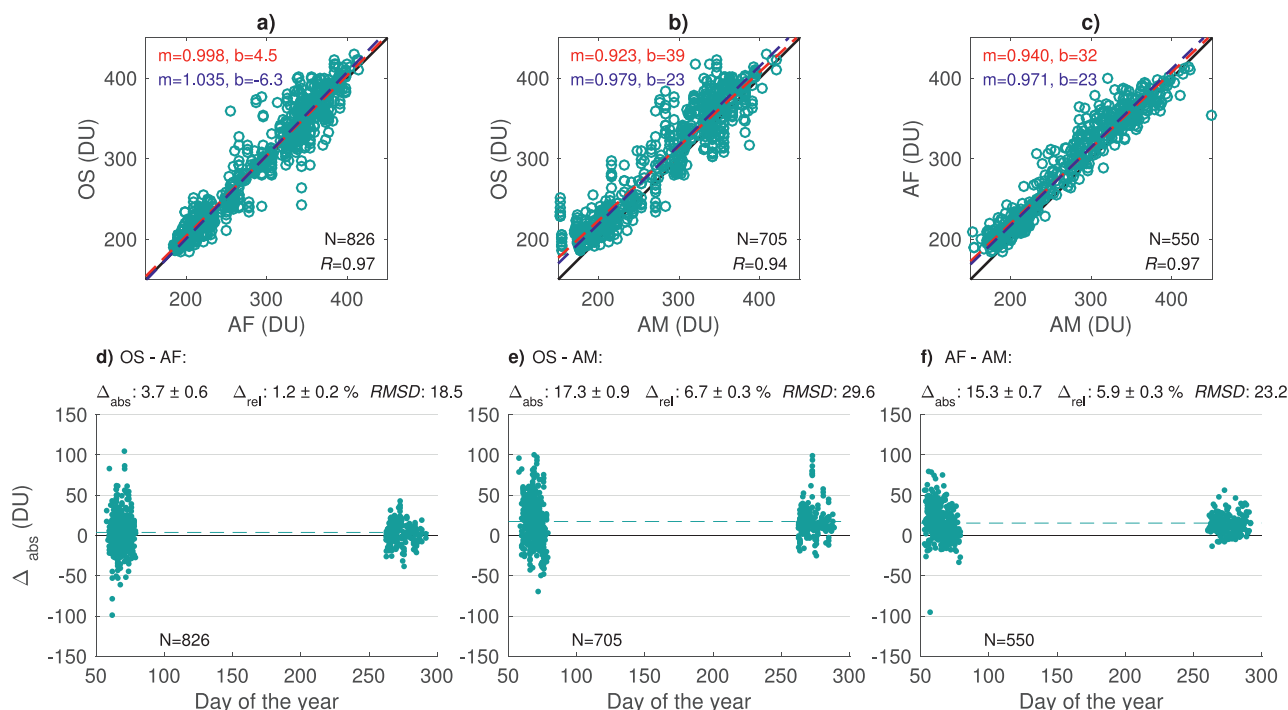 a)
m=0.998, b=4.5
m=1.035, b=-6.3
400
300
200
OS (DU)
N=826
R=0.97
200 300 400
AF (DU)
b)
m=0.923, b=39
m=0.979, b=23
400
300
200
OS (DU)
N=705
R=0.94
200 300 400
AM (DU)
c)
m=0.940, b=32
m=0.971, b=23
400
300
200
AF (DU)
N=550
R=0.97
200 300 400
AM (DU)
d) OS - AF:
Δabs: 3.7 ± 0.6 Δrel: 1.2 ± 0.2 % RMSD: 18.5
150
100
50
0
-50
-100
-150
Δ abs (DU)
N=826
50 100 150 200 250 300
Day of the year
e) OS - AM:
Δabs: 17.3 ± 0.9 Δrel: 6.7 ± 0.3 % RMSD: 29.6
150
100
50
0
-50
-100
-150
N=705
50 100 150 200 250 300
Day of the year
f) AF - AM:
Δabs: 15.3 ± 0.7 Δrel: 5.9 ± 0.3 % RMSD: 23.2
150
100
50
0
-50
-100
-150
N=550
50 100 150 200 250 300
Day of the year